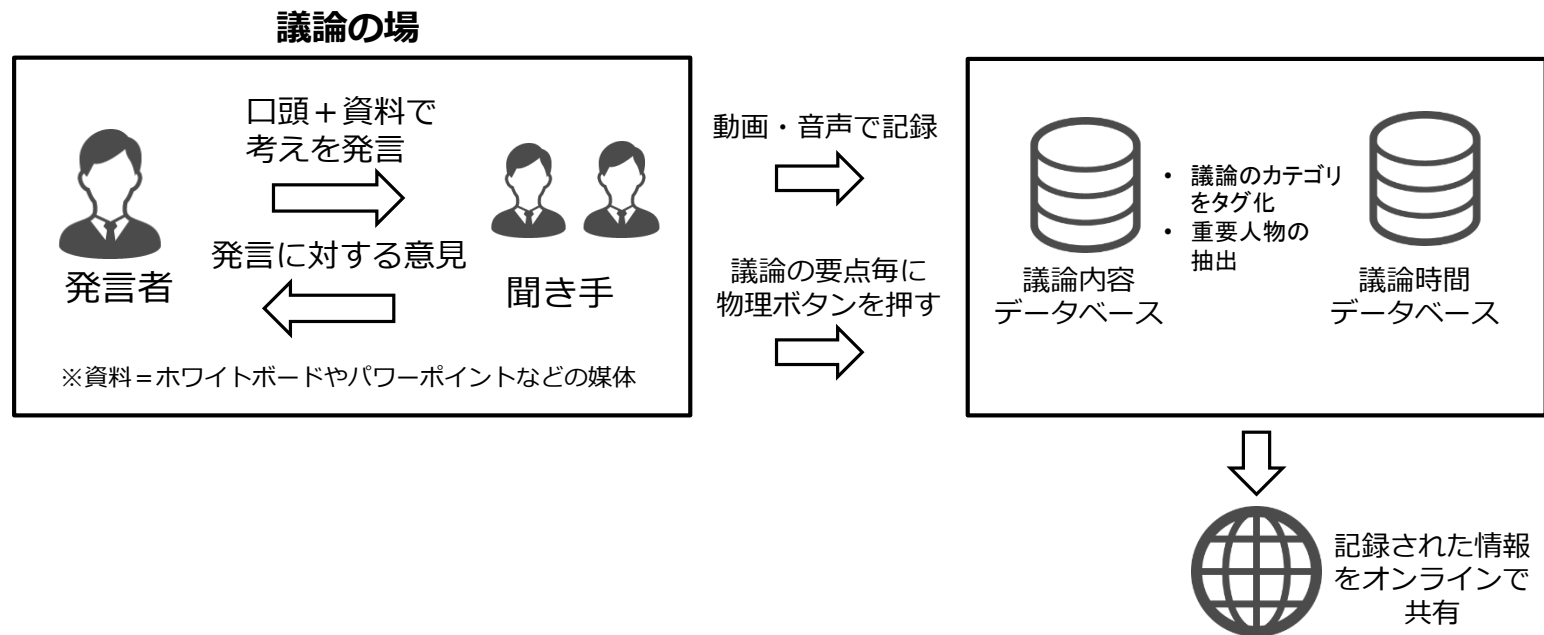 議論の場
口頭＋資料で
考えを発言
発言に対する意見
発言者
聞き手
※資料＝ホワイトボードやパワーポイントなどの媒体
動画・音声で記録
議論の要点毎に
物理ボタンを押す
議論内容
データベース
• 議論のカテゴリ
をタグ化
• 重要人物の
抽出
議論時間
データベース
記録された情報
をオンラインで
共有